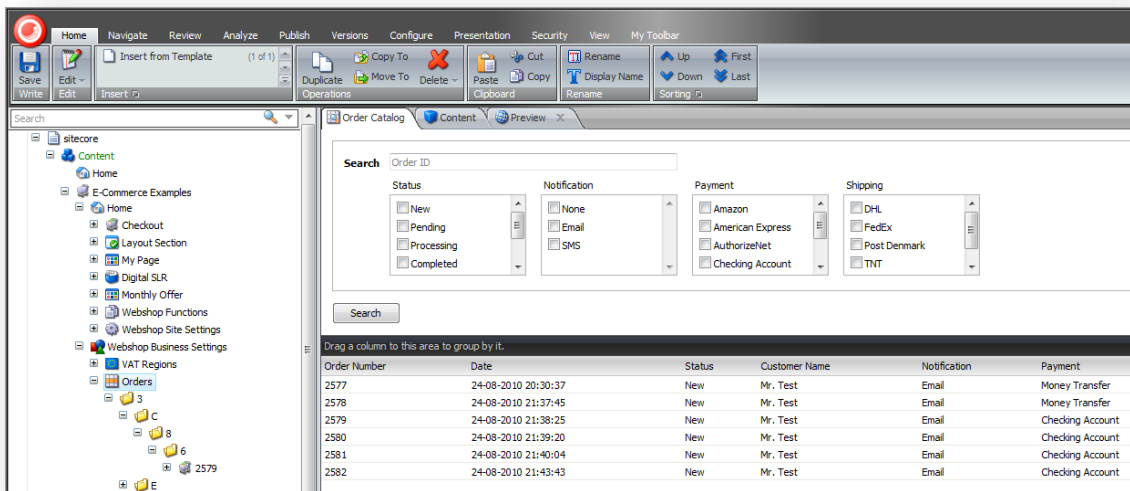 Home Navigate Review Analyze Publish Versions Configure Presentation Security View My Toolbar
Save
Write
Edit
Edit
Insert from Template (1 of 1)
Insert
Duplicate
Copy To
Move To
Delete
Operations
Paste
Cut
Copy
Clipboard
Rename
Display Name
Rename
Up First
Down Last
Sorting
Search
sitecore
Content
Home
E-Commerce Examples
Home
Checkout
Layout Section
My Page
Digital SLR
Monthly Offer
Webshop Functions
Webshop Site Settings
Webshop Business Settings
VAT Regions
Orders
3
C
8
6
2579
E
Order Catalog Content Preview
Search Order ID
Status Notification Payment Shipping
New None Amazon DHL
Pending Email American Express FedEx
Processing SMS AuthorizeNet Post Denmark
Completed Checking Account TNT
Search
Drag a column to this area to group by it.
Order Number Date Status Customer Name Notification Payment
2577 24-08-2010 20:30:37 New Mr. Test Email Money Transfer
2578 24-08-2010 21:37:45 New Mr. Test Email Money Transfer
2579 24-08-2010 21:38:25 New Mr. Test Email Checking Account
2580 24-08-2010 21:39:20 New Mr. Test Email Checking Account
2581 24-08-2010 21:40:04 New Mr. Test Email Checking Account
2582 24-08-2010 21:43:43 New Mr. Test Email Checking Account